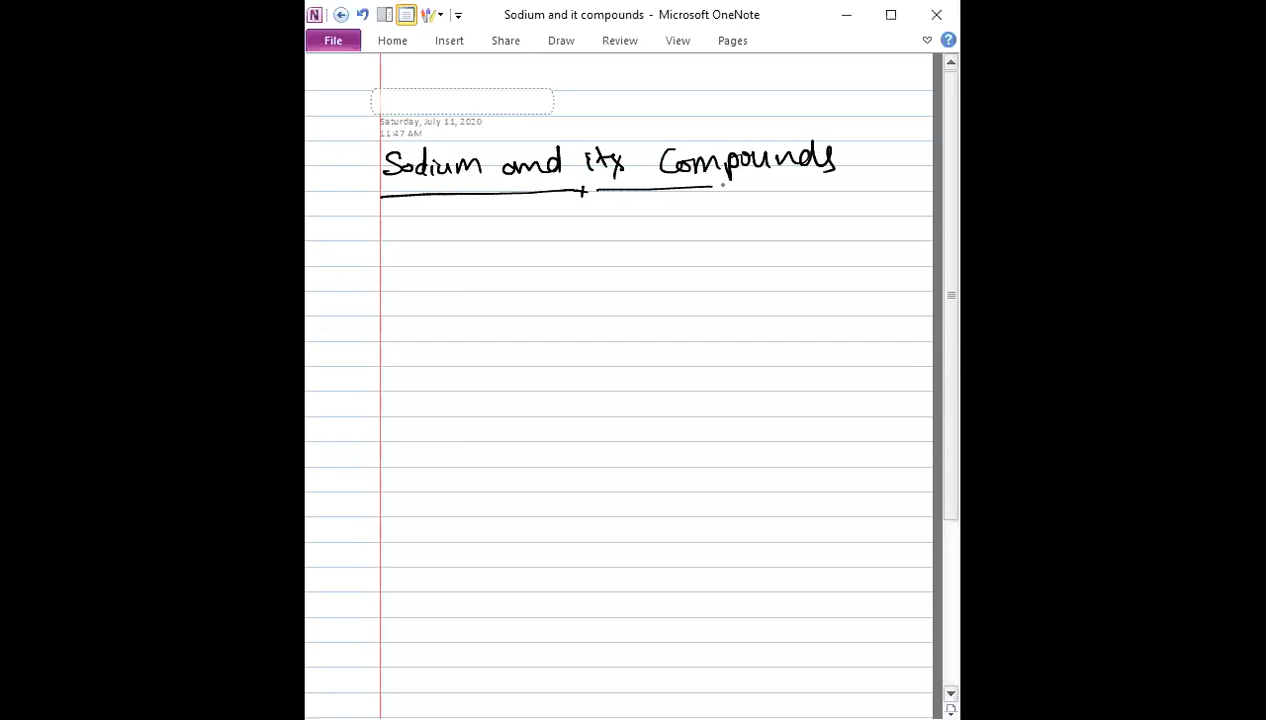 Sodium and it compounds - Microsoft OneNote
File Home Insert Share Draw Review View Pages
Saturday, July 11, 2020
11:47 AM
Sodium and its Compounds